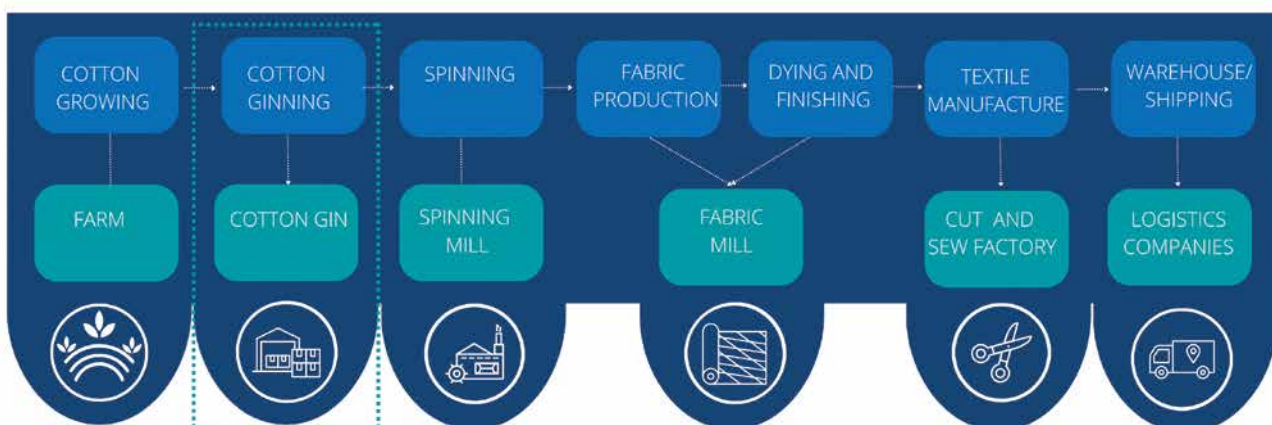 COTTON
GROWING
COTTON
GINNING
SPINNING
FABRIC
PRODUCTION
DYING AND
FINISHING
TEXTILE
MANUFACTURE
WAREHOUSE/
SHIPPING
FARM
COTTON GIN
SPINNING
MILL
FABRIC
MILL
CUT AND
SEW FACTORY
LOGISTICS
COMPANIES